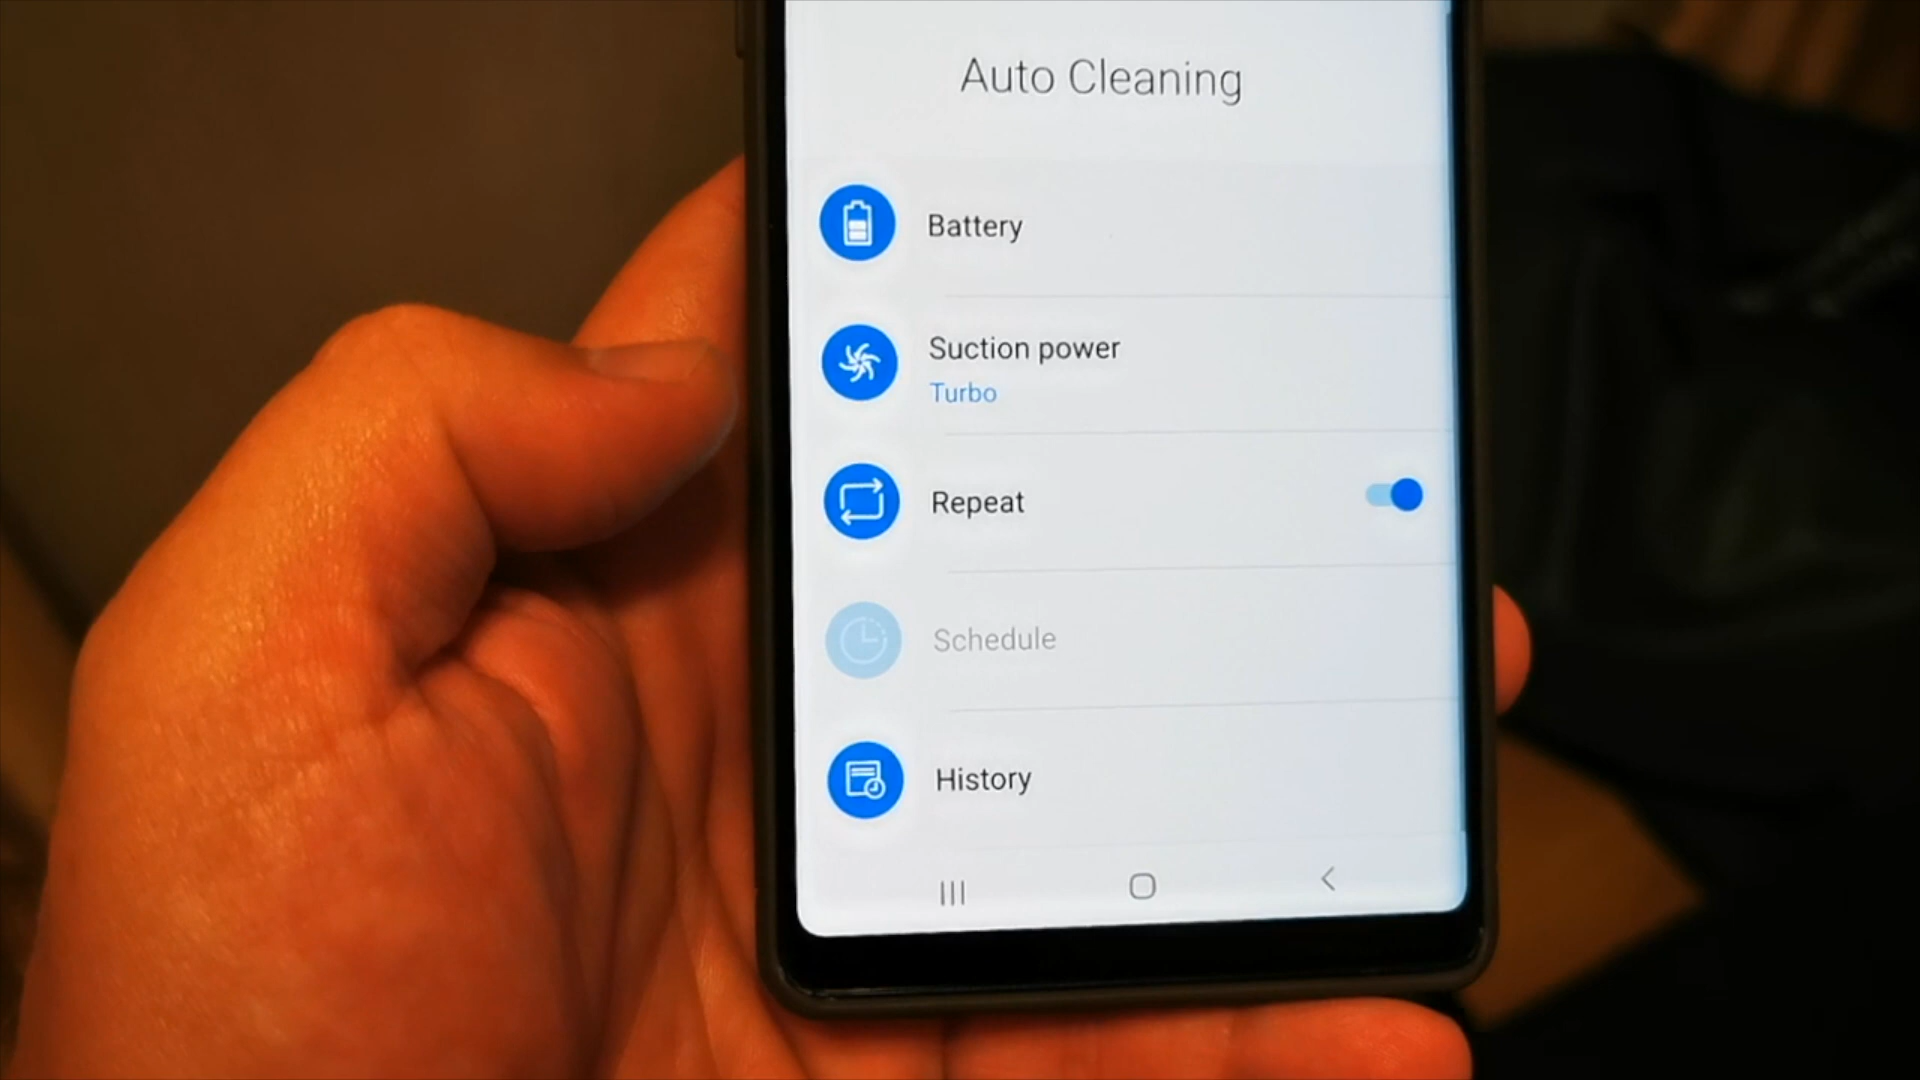 Auto Cleaning
Battery
Suction power
Turbo
Repeat
Schedule
History